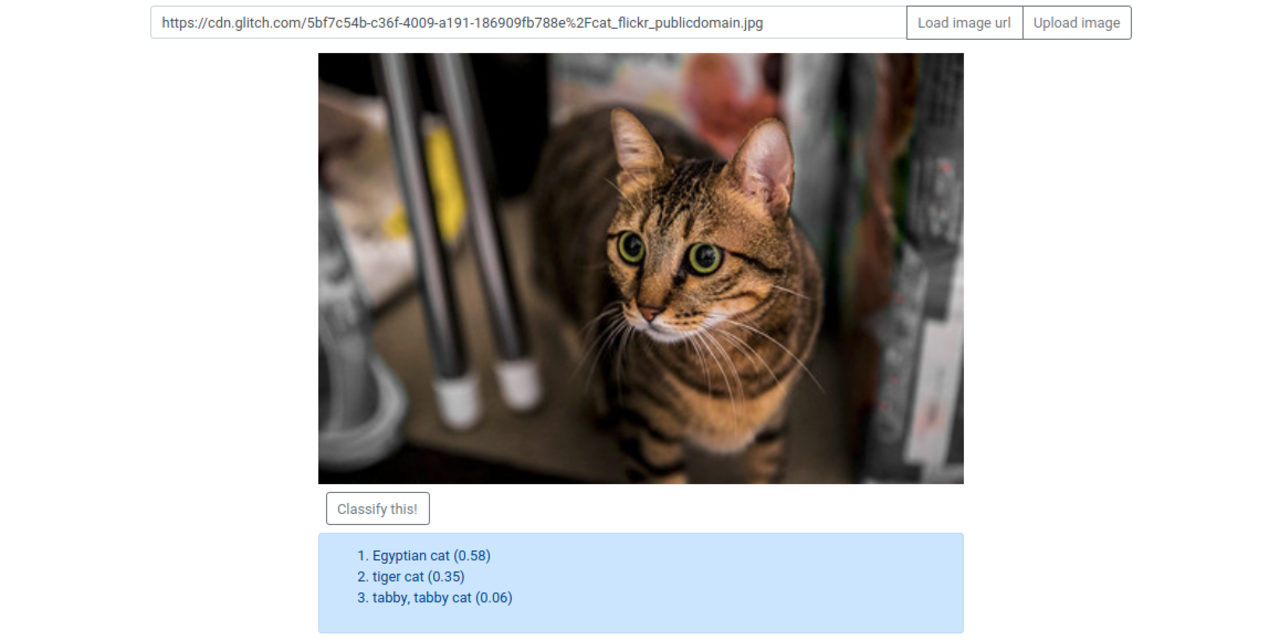 https://cdn.glitch.com/5bf7c54b-c36f-4009-a191-186909fb788e%2Fcat_flickr_publicdomain.jpg Load image url Upload image
Classify this!
1. Egyptian cat (0.58)
2. tiger cat (0.35)
3. tabby, tabby cat (0.06)